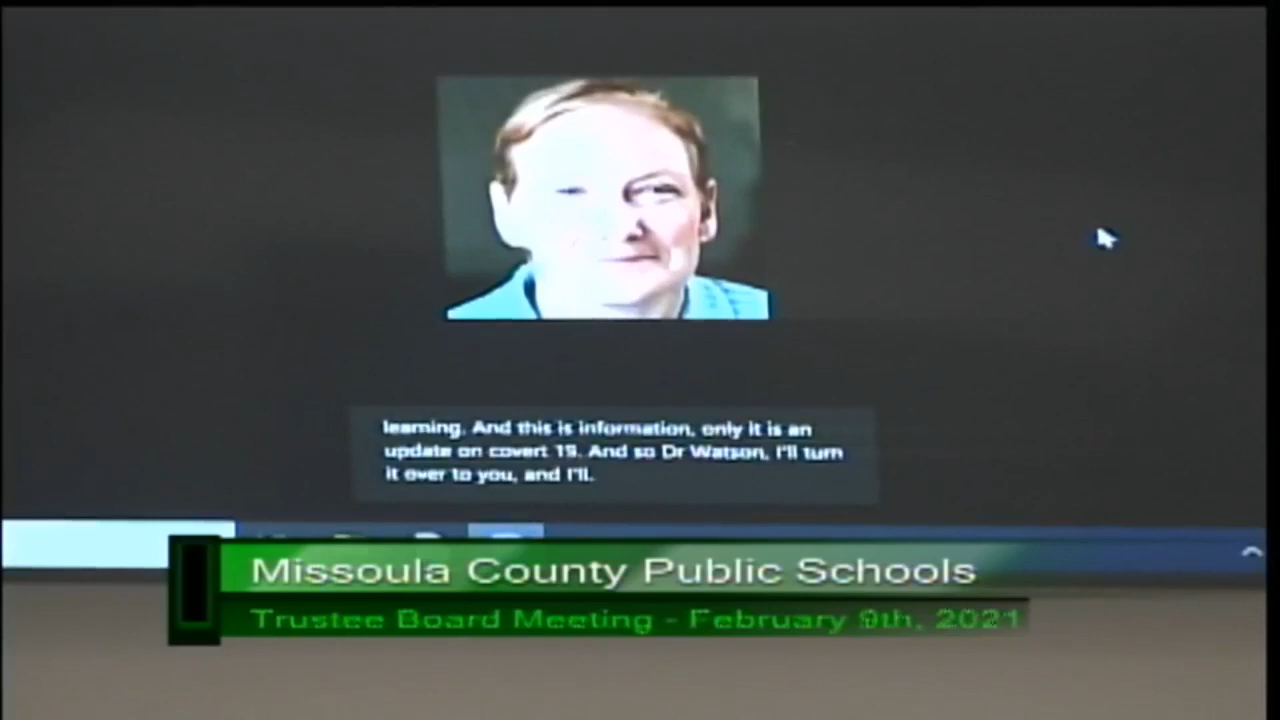 learning. And this is information, only it is an
update on covert 19. And so Dr Watson, I'll turn
it over to you, and I'll.
Missoula County Public Schools
Trustee Board Meeting - February 9th, 2021